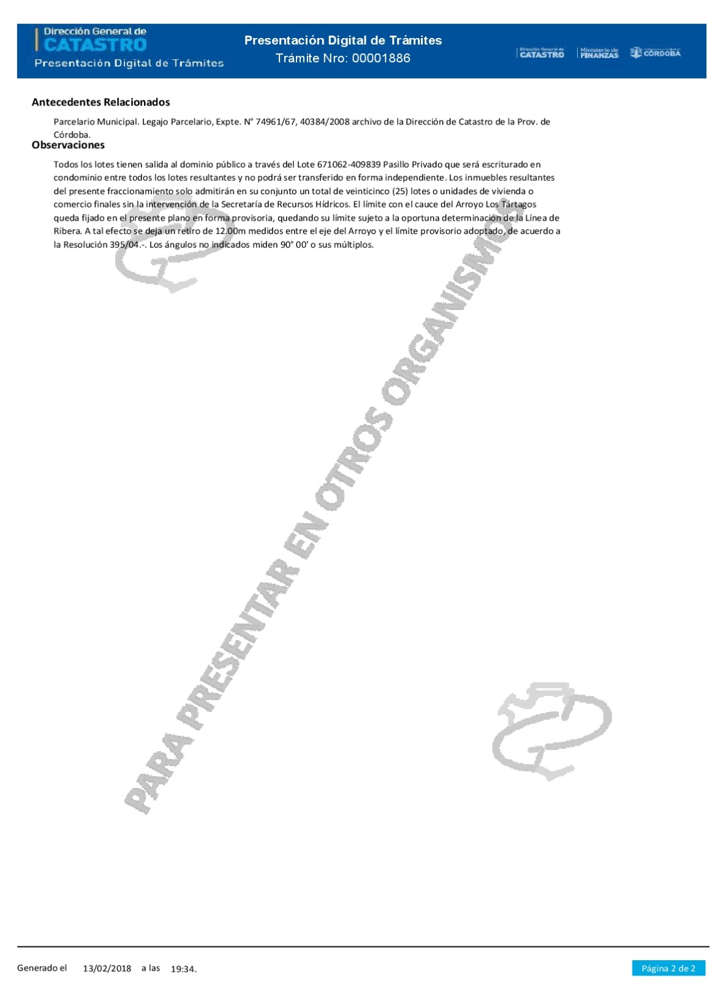 Dirección General de
CATASTRO
Presentación Digital de Trámites
Presentación Digital de Trámites
Trámite Nro: 00001886
Dirección General de
CATASTRO
Ministerio de
FINANZAS
CÓRDOBA
Antecedentes Relacionados
Parcelario Municipal. Legajo Parcelario, Expte. N° 74961/67, 40384/2008 archivo de la Dirección de Catastro de la Prov. de
Córdoba.
Observaciones
Todos los lotes tienen salida al dominio público a través del Lote 671062-409839 Pasillo Privado que será escriturado en
condominio entre todos los lotes resultantes y no podrá ser transferido en forma independiente. Los inmuebles resultantes
del presente fraccionamiento solo admitirán en su conjunto un total de veinticinco (25) lotes o unidades de vivienda o
comercio finales sin la intervención de la Secretaría de Recursos Hídricos. El límite con el cauce del Arroyo Los Tártagos
queda fijado en el presente plano en forma provisoria, quedando su límite sujeto a la oportuna determinación de la Línea de
Ribera. A tal efecto se deja un retiro de 12.00m medidos entre el eje del Arroyo y el límite provisorio adoptado, de acuerdo a
la Resolución 395/04.-. Los ángulos no indicados miden 90° 00' o sus múltiplos.
PARA PRESENTAR EN OTROS ORGANISMOS
Generado el 13/02/2018 a las 19:34.
Página 2 de 2